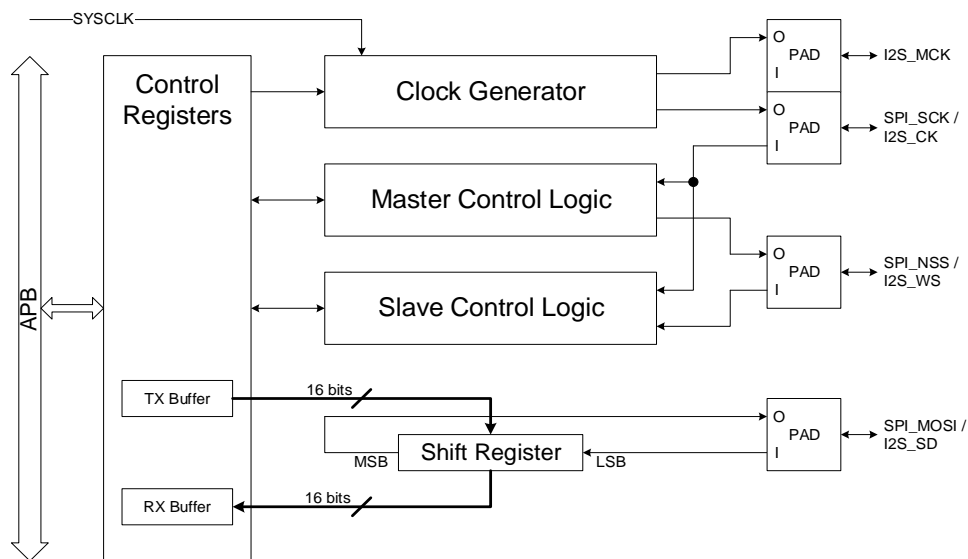 SYSCLK
O
PAD
I
I2S_MCK
Control
Registers
Clock Generator
O
PAD
I
SPI_SCK /
I2S_CK
Master Control Logic
O
PAD
I
SPI_NSS /
I2S_WS
APB
Slave Control Logic
TX Buffer
16 bits
O
PAD
I
SPI_MOSI /
I2S_SD
MSB
Shift Register
LSB
RX Buffer
16 bits